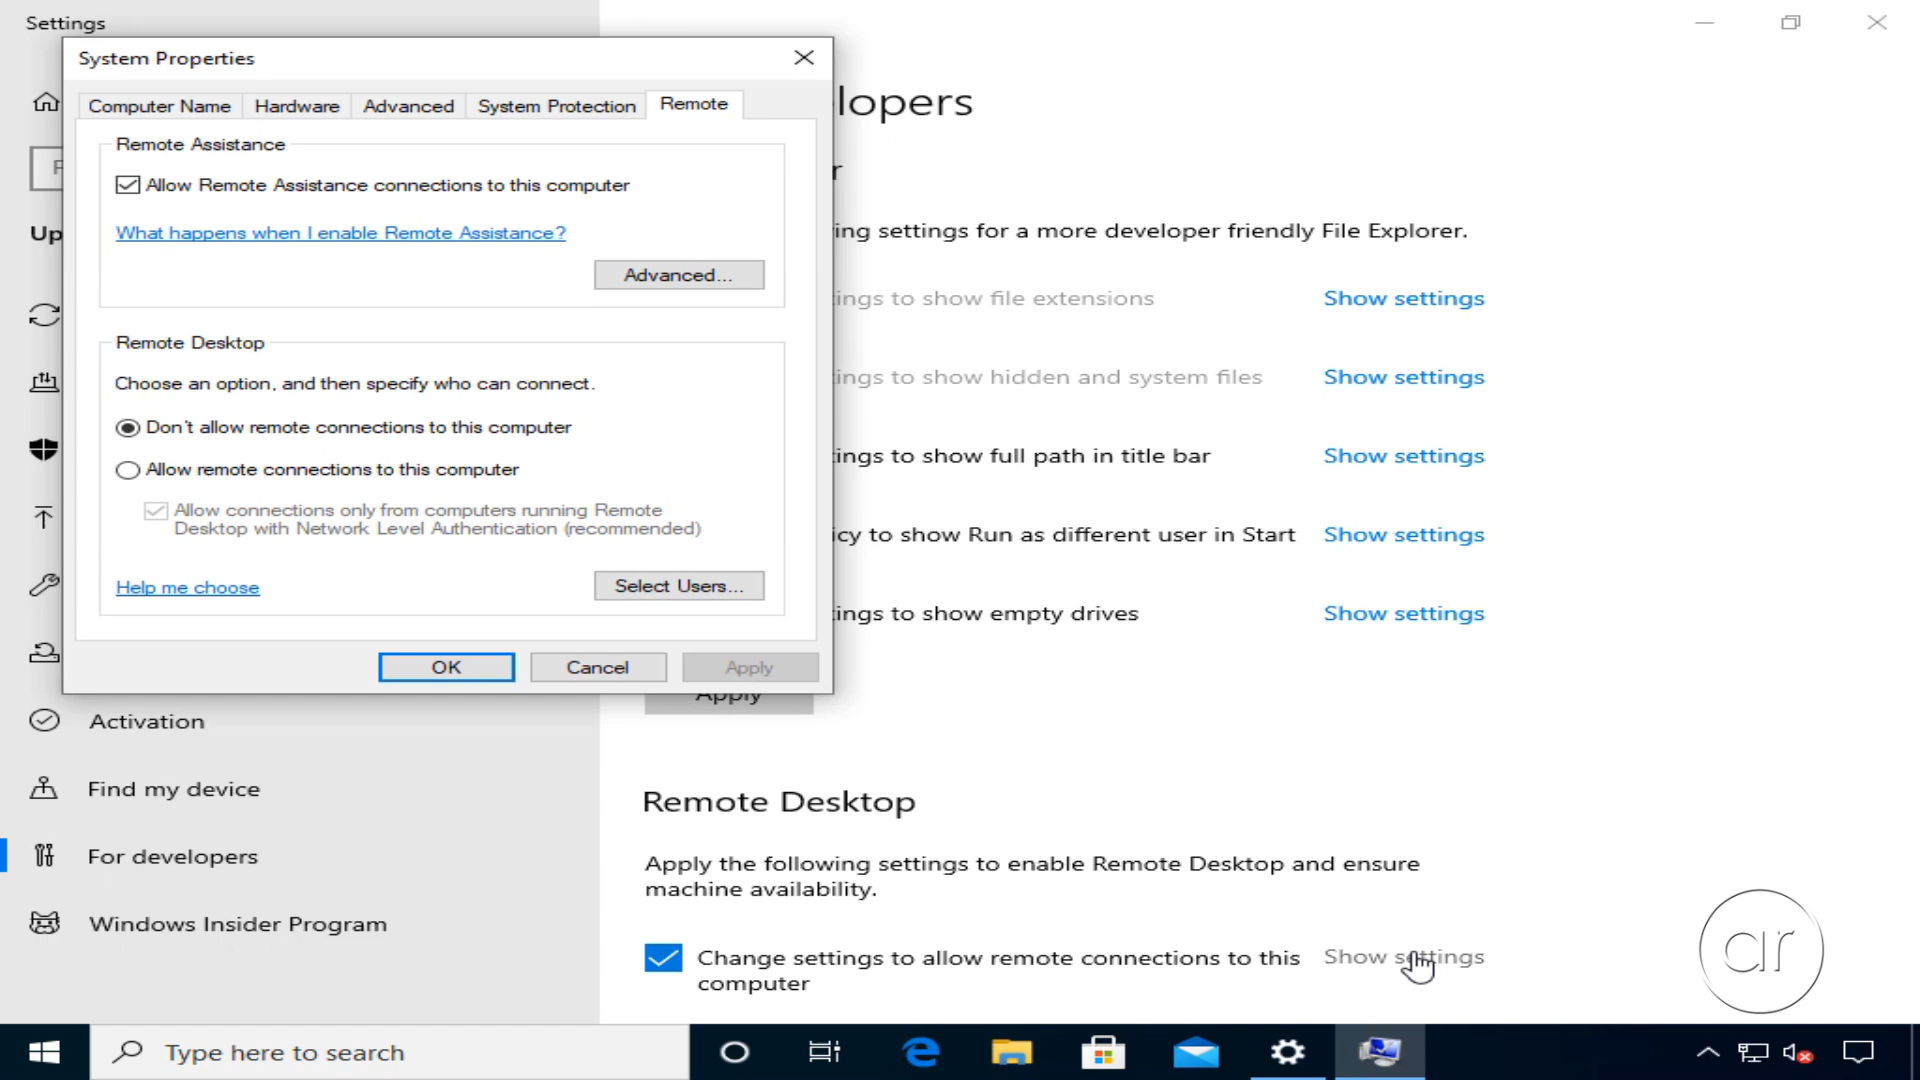 Settings
System Properties
Computer Name
Hardware
Advanced
System Protection
Remote
Remote Assistance
Allow Remote Assistance connections to this computer
What happens when I enable Remote Assistance?
Advanced...
Remote Desktop
Choose an option, and then specify who can connect.
Don't allow remote connections to this computer
Allow remote connections to this computer
Allow connections only from computers running Remote
Desktop with Network Level Authentication (recommended)
Help me choose
Select Users...
OK
Cancel
Apply
Up
Activation
Find my device
For developers
Windows Insider Program
lopers
r
ing settings for a more developer friendly File Explorer.
ings to show file extensions
Show settings
ings to show hidden and system files
Show settings
ings to show full path in title bar
Show settings
icy to show Run as different user in Start
Show settings
ings to show empty drives
Show settings
Apply
Remote Desktop
Apply the following settings to enable Remote Desktop and ensure
machine availability.
Change settings to allow remote connections to this
computer
Show settings
ar
Type here to search